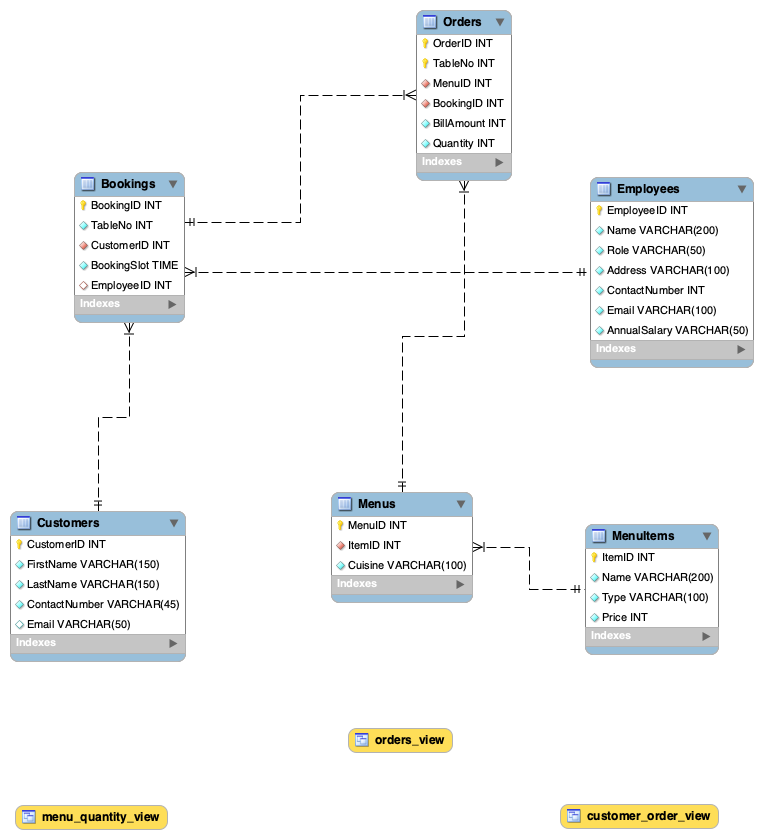 Orders
OrderID INT
TableNo INT
MenuID INT
BookingID INT
BillAmount INT
Quantity INT
Indexes
Bookings
BookingID INT
TableNo INT
CustomerID INT
BookingSlot TIME
EmployeeID INT
Indexes
Employees
EmployeeID INT
Name VARCHAR(200)
Role VARCHAR(50)
Address VARCHAR(100)
ContactNumber INT
Email VARCHAR(100)
AnnualSalary VARCHAR(50)
Indexes
Customers
CustomerID INT
FirstName VARCHAR(150)
LastName VARCHAR(150)
ContactNumber VARCHAR(45)
Email VARCHAR(50)
Indexes
Menus
MenuID INT
ItemID INT
Cuisine VARCHAR(100)
Indexes
MenuItems
ItemID INT
Name VARCHAR(200)
Type VARCHAR(100)
Price INT
Indexes
orders_view
menu_quantity_view
customer_order_view